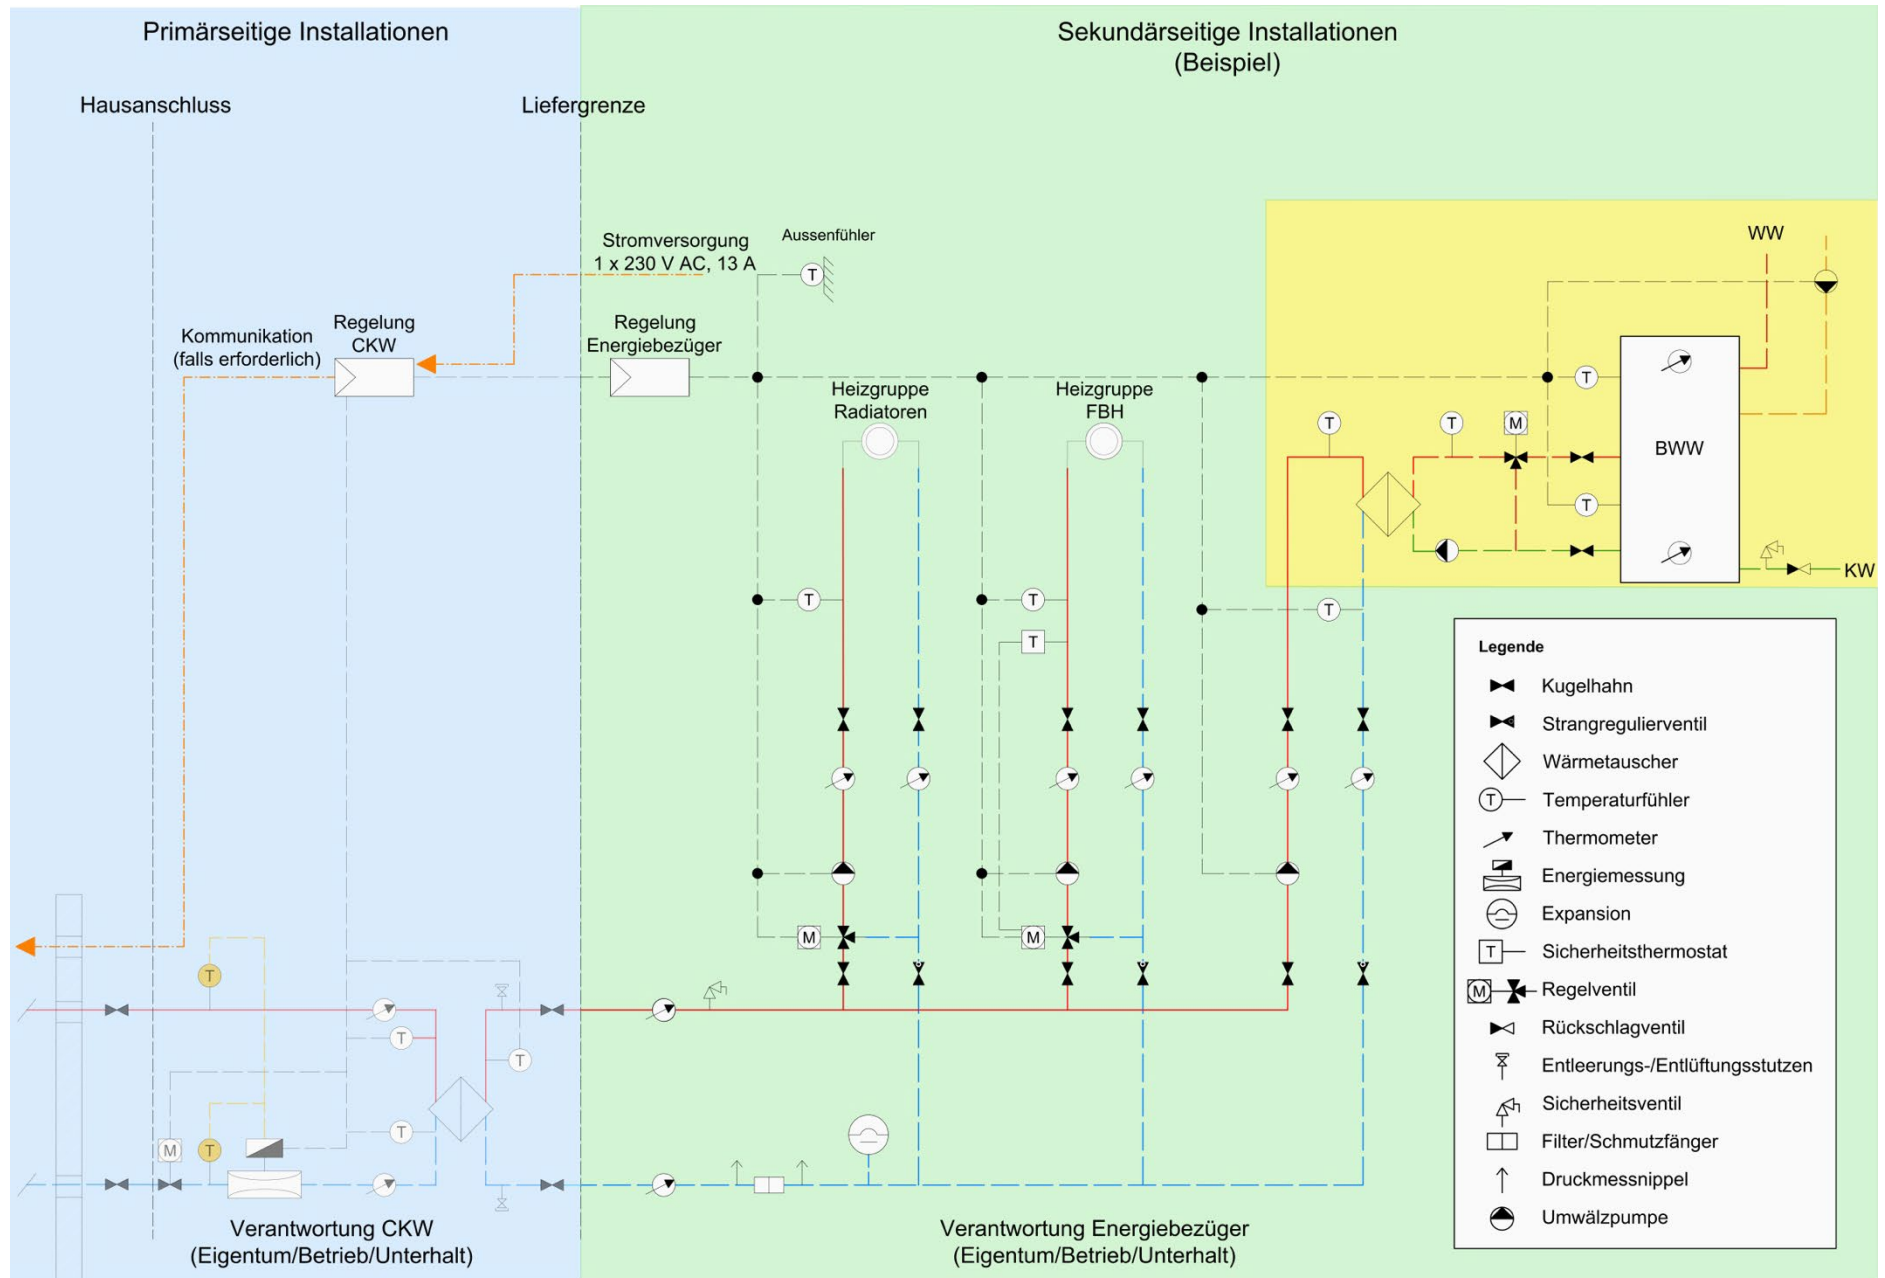 Primärseitige Installationen
Sekundärseitige Installationen
(Beispiel)
Hausanschluss
Liefergrenze
Stromversorgung
1 x 230 V AC, 13 A
Aussenfühler
T
WW
Kommunikation
(falls erforderlich)
Regelung
CKW
Regelung
Energiebezüger
Heizgruppe
Radiatoren
Heizgruppe
FBH
T
T
T
M
BWW
T
KW
T
T
T
T
M
M
T
T
T
T
M
T
Verantwortung CKW
(Eigentum/Betrieb/Unterhalt)
Verantwortung Energiebezüger
(Eigentum/Betrieb/Unterhalt)
Legende
Kugelhahn
Strangregulierventil
Wärmetauscher
T Temperaturfühler
Thermometer
Energiemessung
Expansion
T Sicherheitsthermostat
M Regelventil
Rückschlagventil
Entleerungs-/Entlüftungsstutzen
Sicherheitsventil
Filter/Schmutzfänger
Druckmessnippel
Umwälzpumpe